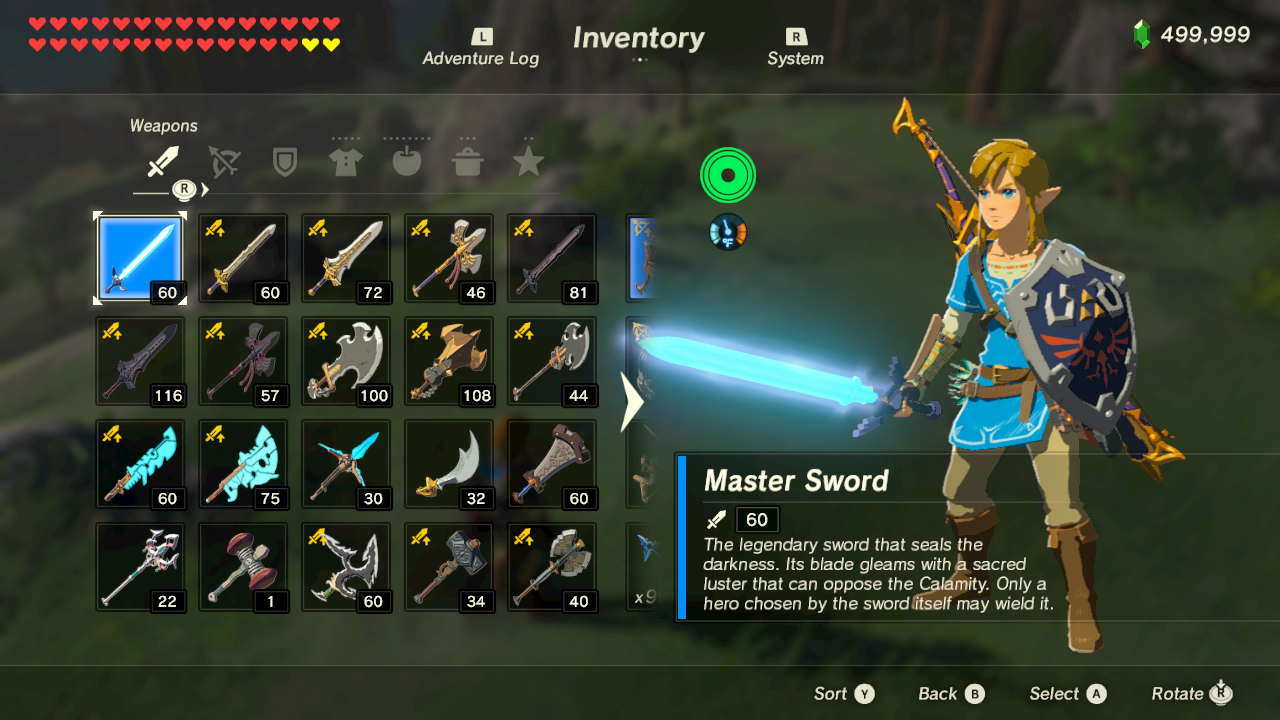 L
Adventure Log
Inventory
R
System
499,999
Weapons
R
60
60
72
46
81
116
57
100
108
44
60
75
30
32
60
22
1
60
34
40
x9
°F
Master Sword
60
The legendary sword that seals the
darkness. Its blade gleams with a sacred
luster that can oppose the Calamity. Only a
hero chosen by the sword itself may wield it.
Sort Y
Back B
Select A
Rotate R